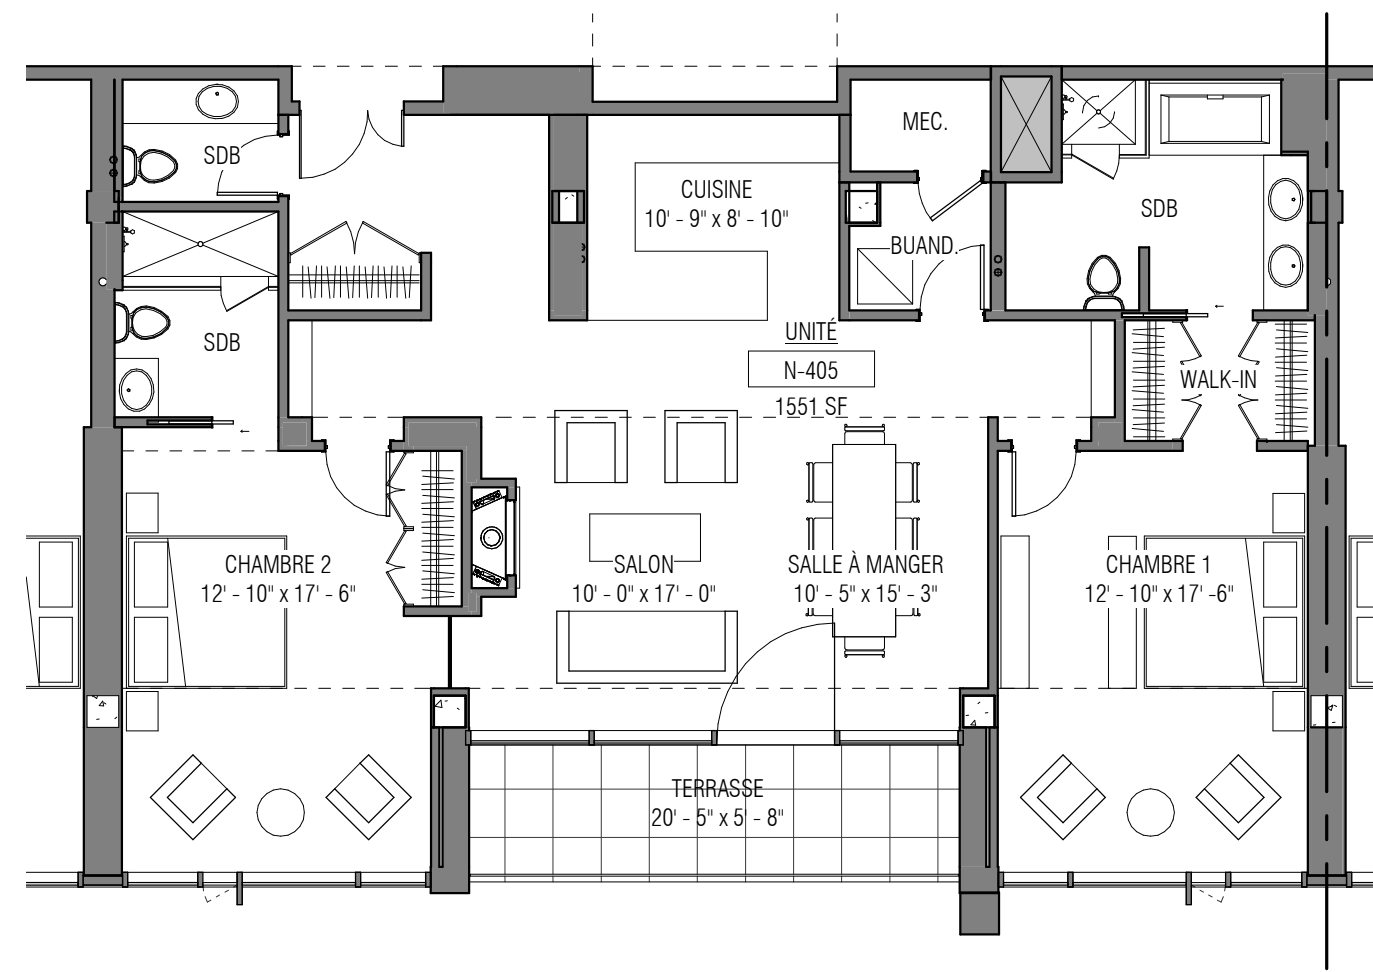 MEC.
SDB
CUISINE
10' - 9" x 8' - 10"
SDB
BUAND.
UNITÉ
SDB
N-405
WALK-IN
1551 SF
CHAMBRE 2
12' - 10" x 17' - 6"
SALON
10' - 0" x 17' - 0"
SALLE À MANGER
10' - 5" x 15' - 3"
CHAMBRE 1
12' - 10" x 17' -6"
TERRASSE
20' - 5" x 5' - 8"